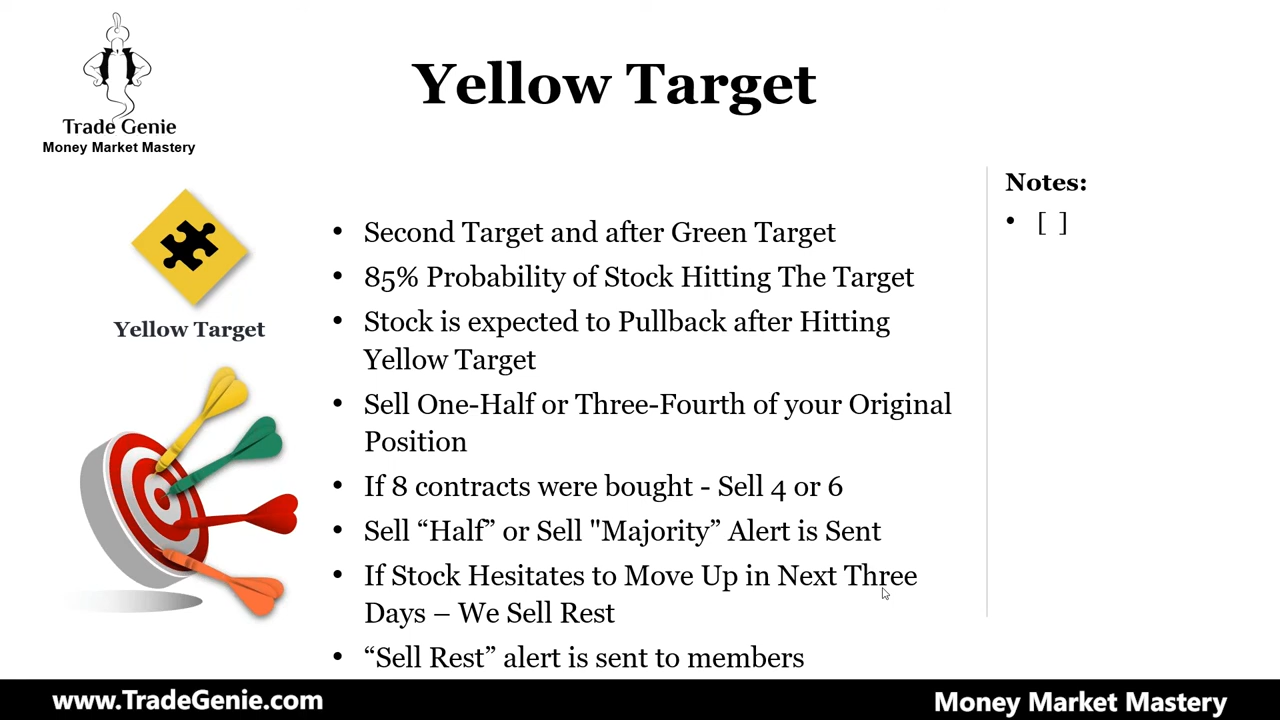 Trade Genie
Money Market Mastery
Yellow Target
Yellow Target
• Second Target and after Green Target
• 85% Probability of Stock Hitting The Target
• Stock is expected to Pullback after Hitting
Yellow Target
• Sell One-Half or Three-Fourth of your Original
Position
• If 8 contracts were bought - Sell 4 or 6
• Sell “Half” or Sell "Majority” Alert is Sent
• If Stock Hesitates to Move Up in Next Three
Days – We Sell Rest
• “Sell Rest” alert is sent to members
Notes:
• [ ]
www.TradeGenie.com
Money Market Mastery